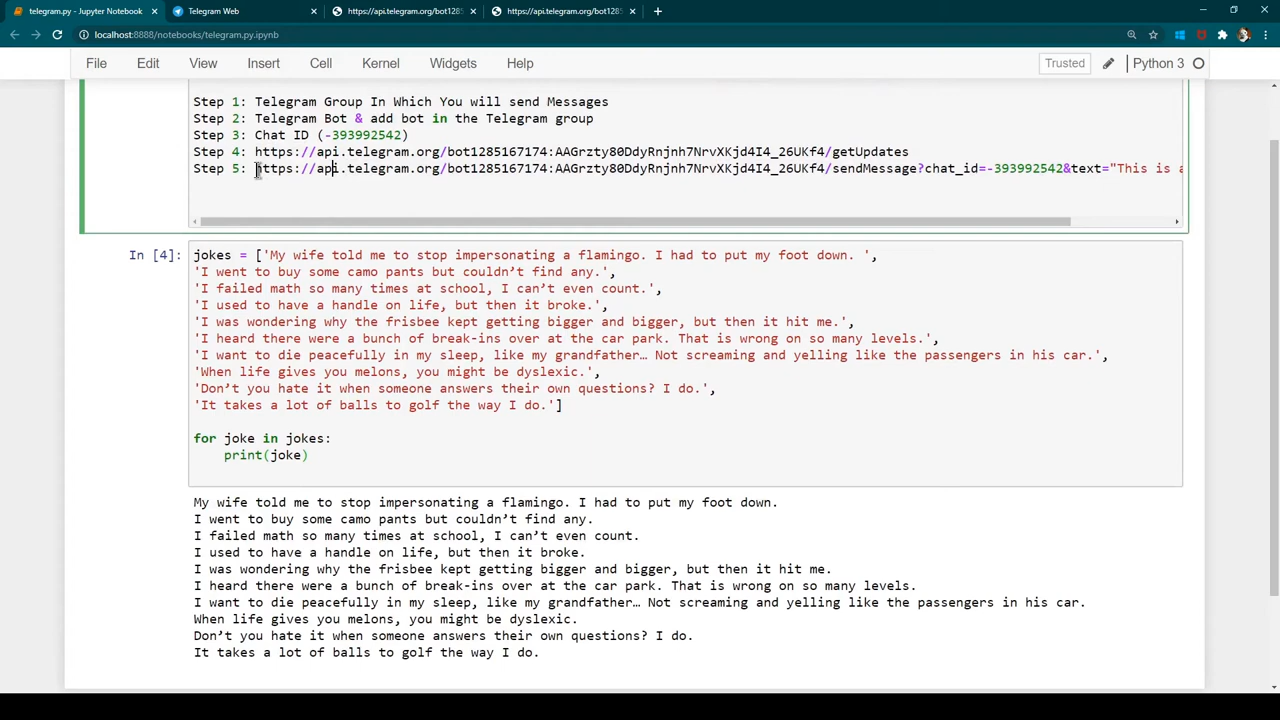 telegram.py - Jupyter Notebook
Telegram Web
https://api.telegram.org/bot1285
https://api.telegram.org/bot1285
localhost:8888/notebooks/telegram.py.ipynb
File Edit View Insert Cell Kernel Widgets Help
Trusted
Python 3
Step 1: Telegram Group In Which You will send Messages
Step 2: Telegram Bot & add bot in the Telegram group
Step 3: Chat ID (-393992542)
Step 4: https://api.telegram.org/bot1285167174:AAGrzty80DdyRnjnh7NrvXKjd4I4_26UKf4/getUpdates
Step 5: https://api.telegram.org/bot1285167174:AAGrzty80DdyRnjnh7NrvXKjd4I4_26UKf4/sendMessage?chat_id=-393992542&text="This is a
In [4]:
jokes = ['My wife told me to stop impersonating a flamingo. I had to put my foot down. ',
'I went to buy some camo pants but couldn’t find any.',
'I failed math so many times at school, I can’t even count.',
'I used to have a handle on life, but then it broke.',
'I was wondering why the frisbee kept getting bigger and bigger, but then it hit me.',
'I heard there were a bunch of break-ins over at the car park. That is wrong on so many levels.',
'I want to die peacefully in my sleep, like my grandfather… Not screaming and yelling like the passengers in his car.',
'When life gives you melons, you might be dyslexic.',
'Don’t you hate it when someone answers their own questions? I do.',
'It takes a lot of balls to golf the way I do.']
for joke in jokes:
    print(joke)
My wife told me to stop impersonating a flamingo. I had to put my foot down.
I went to buy some camo pants but couldn’t find any.
I failed math so many times at school, I can’t even count.
I used to have a handle on life, but then it broke.
I was wondering why the frisbee kept getting bigger and bigger, but then it hit me.
I heard there were a bunch of break-ins over at the car park. That is wrong on so many levels.
I want to die peacefully in my sleep, like my grandfather… Not screaming and yelling like the passengers in his car.
When life gives you melons, you might be dyslexic.
Don’t you hate it when someone answers their own questions? I do.
It takes a lot of balls to golf the way I do.